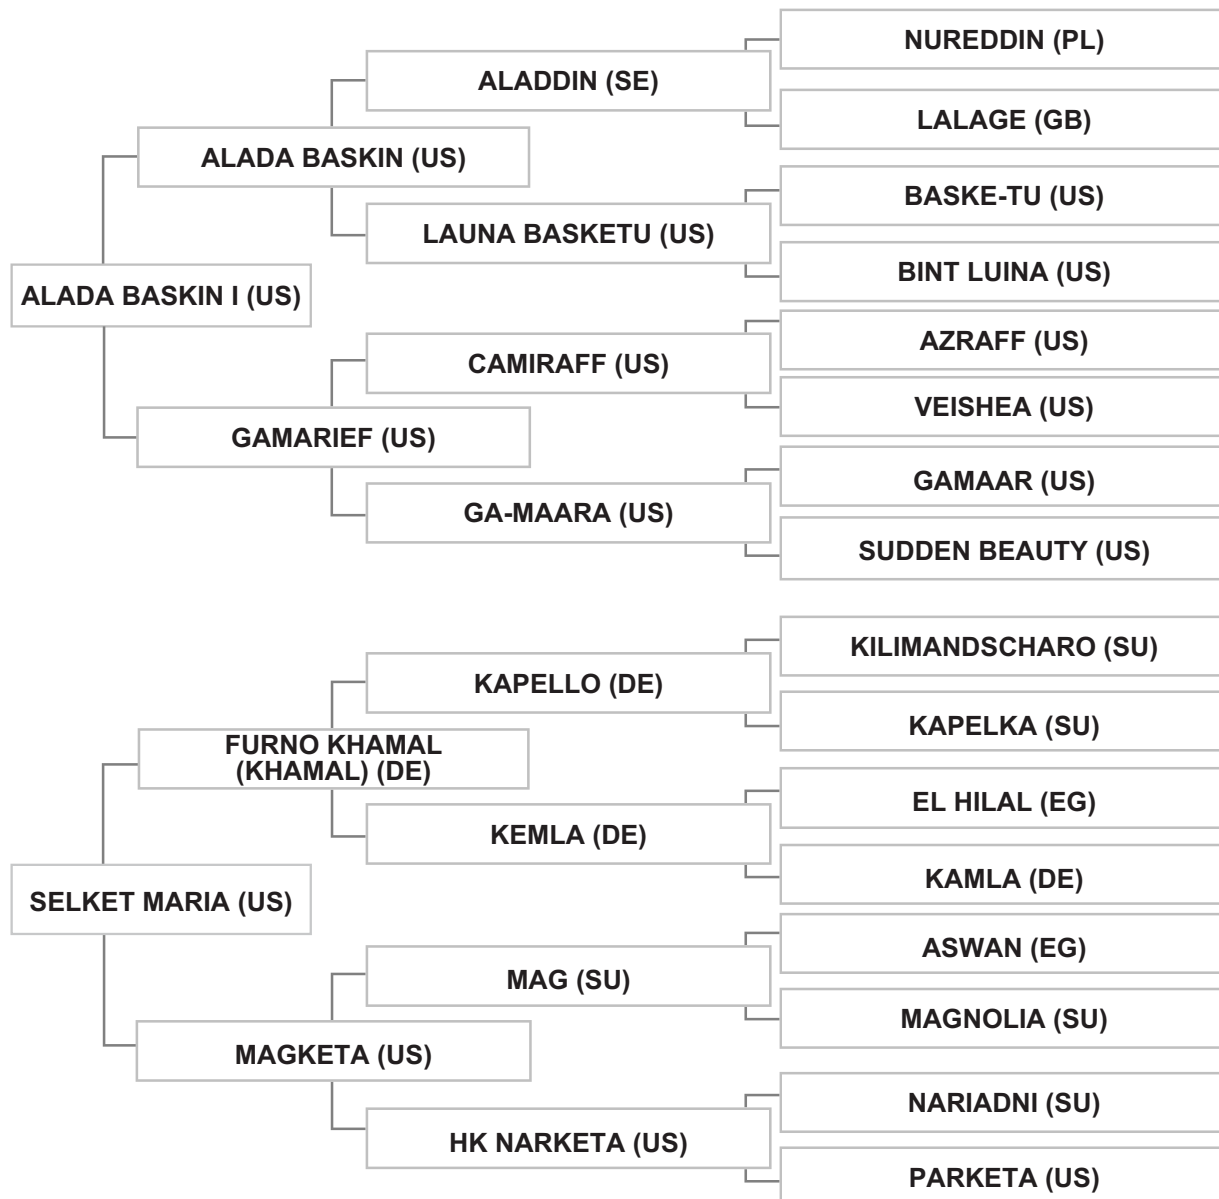 NUREDDIN (PL)
ALADDIN (SE)
LALAGE (GB)
ALADA BASKIN (US)
BASKE-TU (US)
LAUNA BASKETU (US)
BINT LUINA (US)
ALADA BASKIN I (US)
AZRAFF (US)
CAMIRAFF (US)
VEISHEA (US)
GAMARIEF (US)
GAMAAR (US)
GA-MAARA (US)
SUDDEN BEAUTY (US)
KILIMANDSCHARO (SU)
KAPELLO (DE)
KAPELKA (SU)
FURNO KHAMAL
(KHAMAL) (DE)
EL HILAL (EG)
KEMLA (DE)
KAMLA (DE)
SELKET MARIA (US)
ASWAN (EG)
MAG (SU)
MAGNOLIA (SU)
MAGKETA (US)
NARIADNI (SU)
HK NARKETA (US)
PARKETA (US)